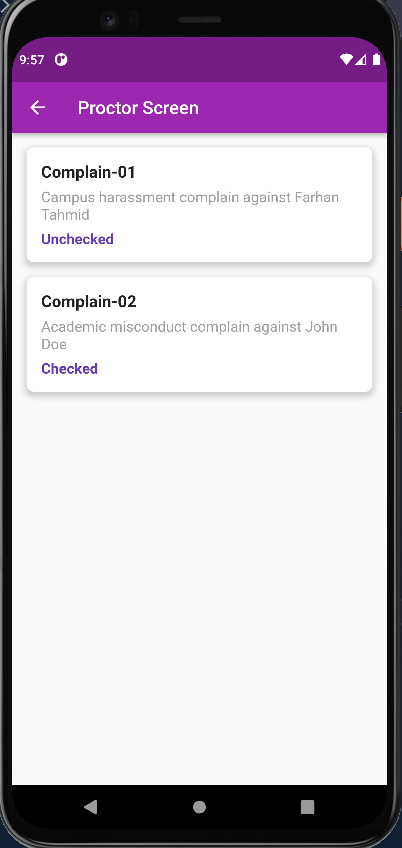 9:57
Proctor Screen
Complain-01
Campus harassment complain against Farhan
Tahmid
Unchecked
Complain-02
Academic misconduct complain against John
Doe
Checked